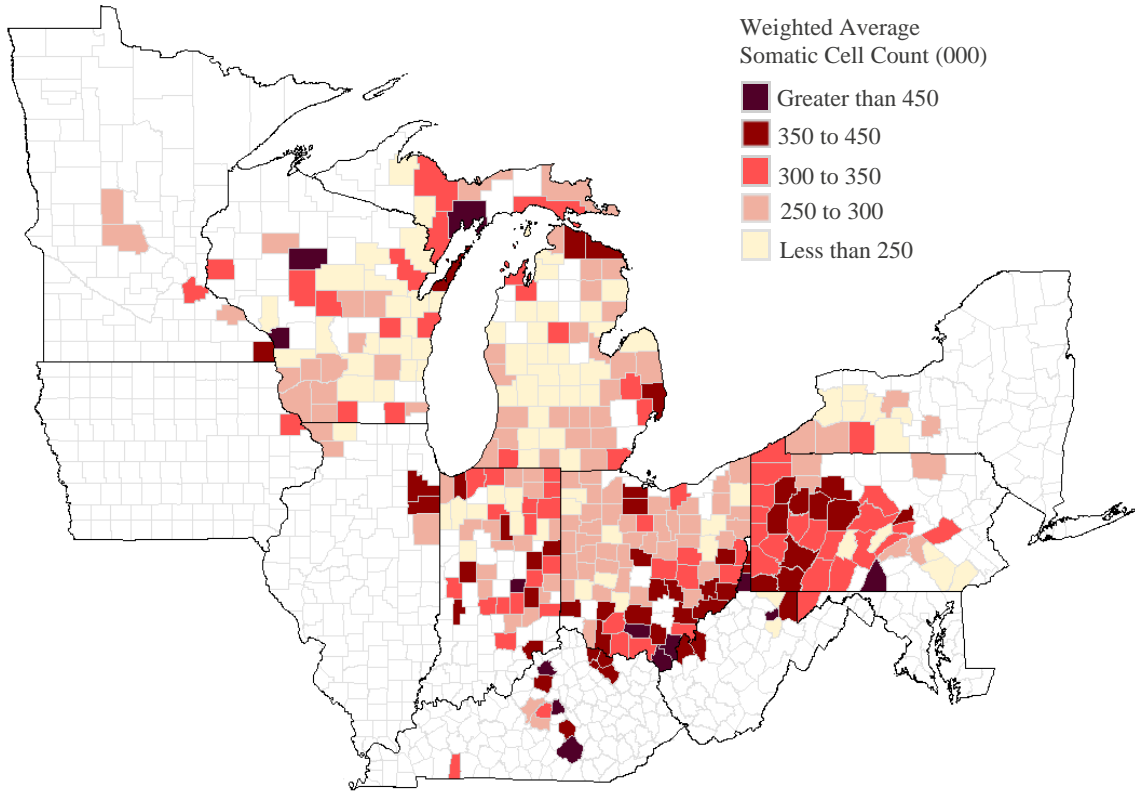 Weighted Average
Somatic Cell Count (000)
Greater than 450
350 to 450
300 to 350
250 to 300
Less than 250